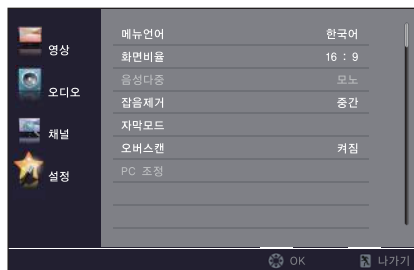 영상
오디오
채널
설정
메뉴언어 한국어
화면비율 16 : 9
음성다중 모노
잡음제거 중간
자막모드
오버스캔 켜짐
PC 조정
OK 나가기